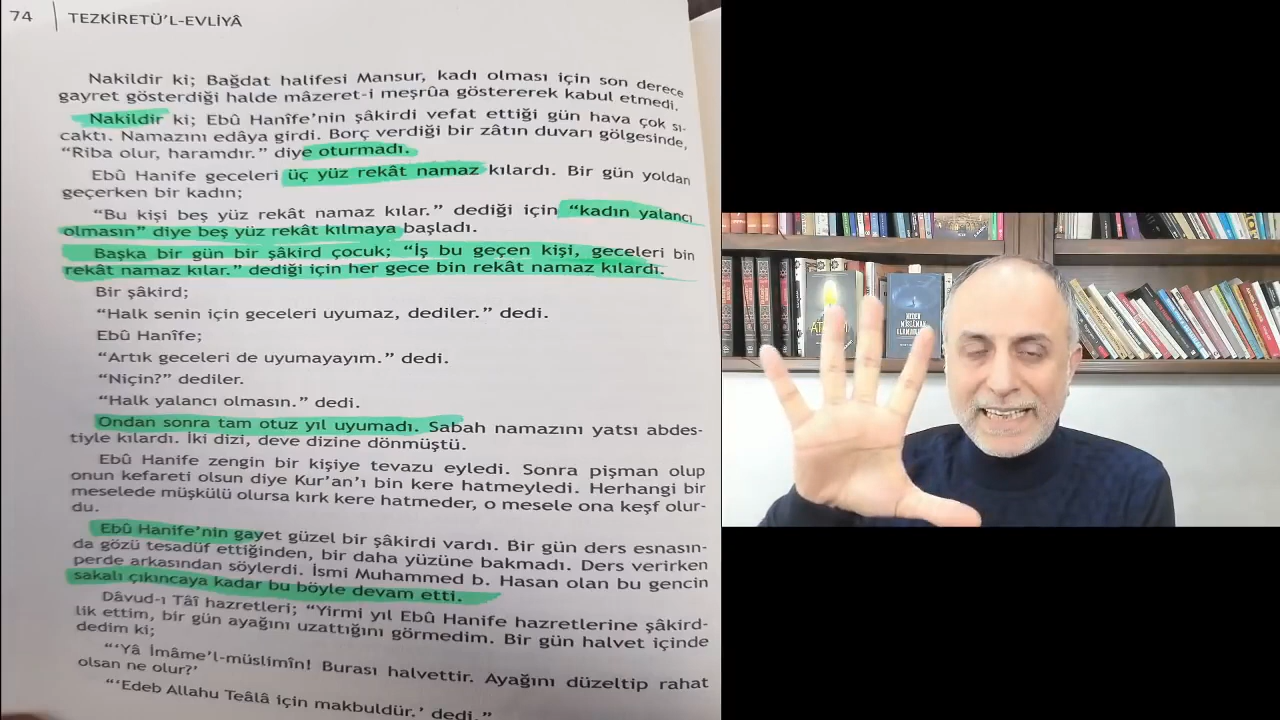 74 TEZKİRETÜ'L-EVLİYÂ
Nakildir ki; Bağdat halifesi Mansur, kadı olması için son derece
gayret gösterdiği halde mâzeret-i meşrûa göstererek kabul etmedi.
Nakildir ki; Ebû Hanîfe'nin şâkirdi vefat ettiği gün hava çok sı-
caktı. Namazını edâya girdi. Borç verdiği bir zâtın duvarı gölgesinde,
"Riba olur, haramdır." diye oturmadı.
Ebû Hanife geceleri üç yüz rekât namaz kılardı. Bir gün yoldan
geçerken bir kadın;
"Bu kişi beş yüz rekât namaz kılar." dediği için "kadın yalancı
olmasın" diye beş yüz rekât kılmaya başladı.
Başka bir gün bir şâkird çocuk; "İş bu geçen kişi, geceleri bin
rekât namaz kılar." dediği için her gece bin rekât namaz kılardı.
Bir şâkird;
"Halk senin için geceleri uyumaz, dediler." dedi.
Ebû Hanîfe;
"Artık geceleri de uyumayayım." dedi.
"Niçin?" dediler.
"Halk yalancı olmasın." dedi.
Ondan sonra tam otuz yıl uyumadı. Sabah namazını yatsı abdes-
tiyle kılardı. İki dizi, deve dizine dönmüştü.
Ebû Hanife zengin bir kişiye tevazu eyledi. Sonra pişman olup
onun kefareti olsun diye Kur'an'ı bin kere hatmeyledi. Herhangi bir
meselede müşkülü olursa kırk kere hatmeder, o mesele ona keşf olur-
du.
Ebû Hanîfe'nin gayet güzel bir şâkirdi vardı. Bir gün ders esnasın-
da gözü tesadüf ettiğinden, bir daha yüzüne bakmadı. Ders verirken
perde arkasından söylerdi. İsmi Muhammed b. Hasan olan bu gencin
sakalı çıkıncaya kadar bu böyle devam etti.
Dâvud-ı Tâî hazretleri; "Yirmi yıl Ebû Hanife hazretlerine şâkird-
lik ettim, bir gün ayağını uzattığını görmedim. Bir gün halvet içinde
dedim ki;
"'Yâ İmâme'l-müslimîn! Burası halvettir. Ayağını düzeltip rahat
olsan ne olur?'
"'Edeb Allahu Teâlâ için makbuldür.' dedi."
NEDEN
MÜSLÜMAN